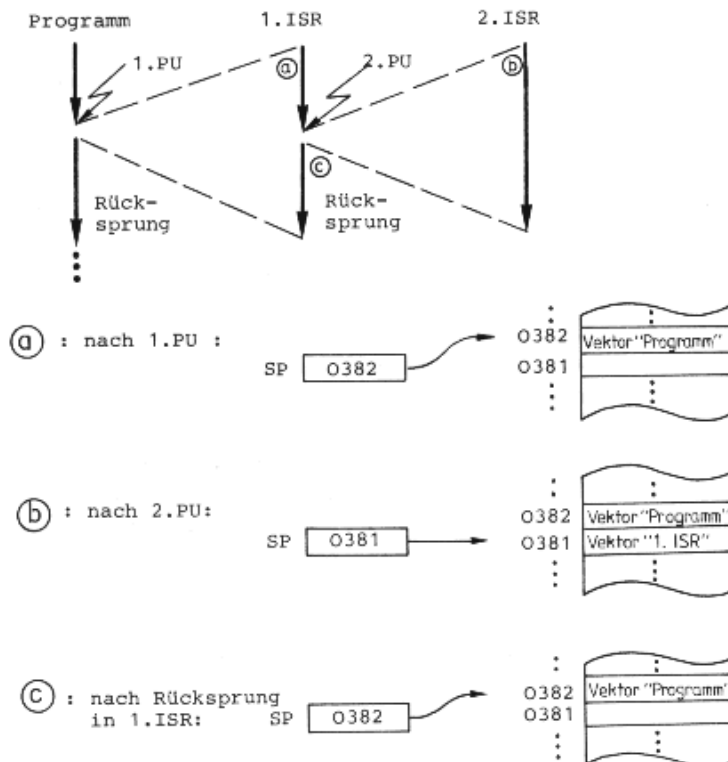 Programm 1.ISR 2.ISR
1.PU a 2.PU b
c
Rück-
sprung
Rück-
sprung
a : nach 1.PU :
SP 0382
0382 Vektor "Programm"
0381
b : nach 2.PU:
SP 0381
0382 Vektor "Programm"
0381 Vektor "1. ISR"
c : nach Rücksprung
in 1.ISR: SP 0382
0382 Vektor "Programm"
0381